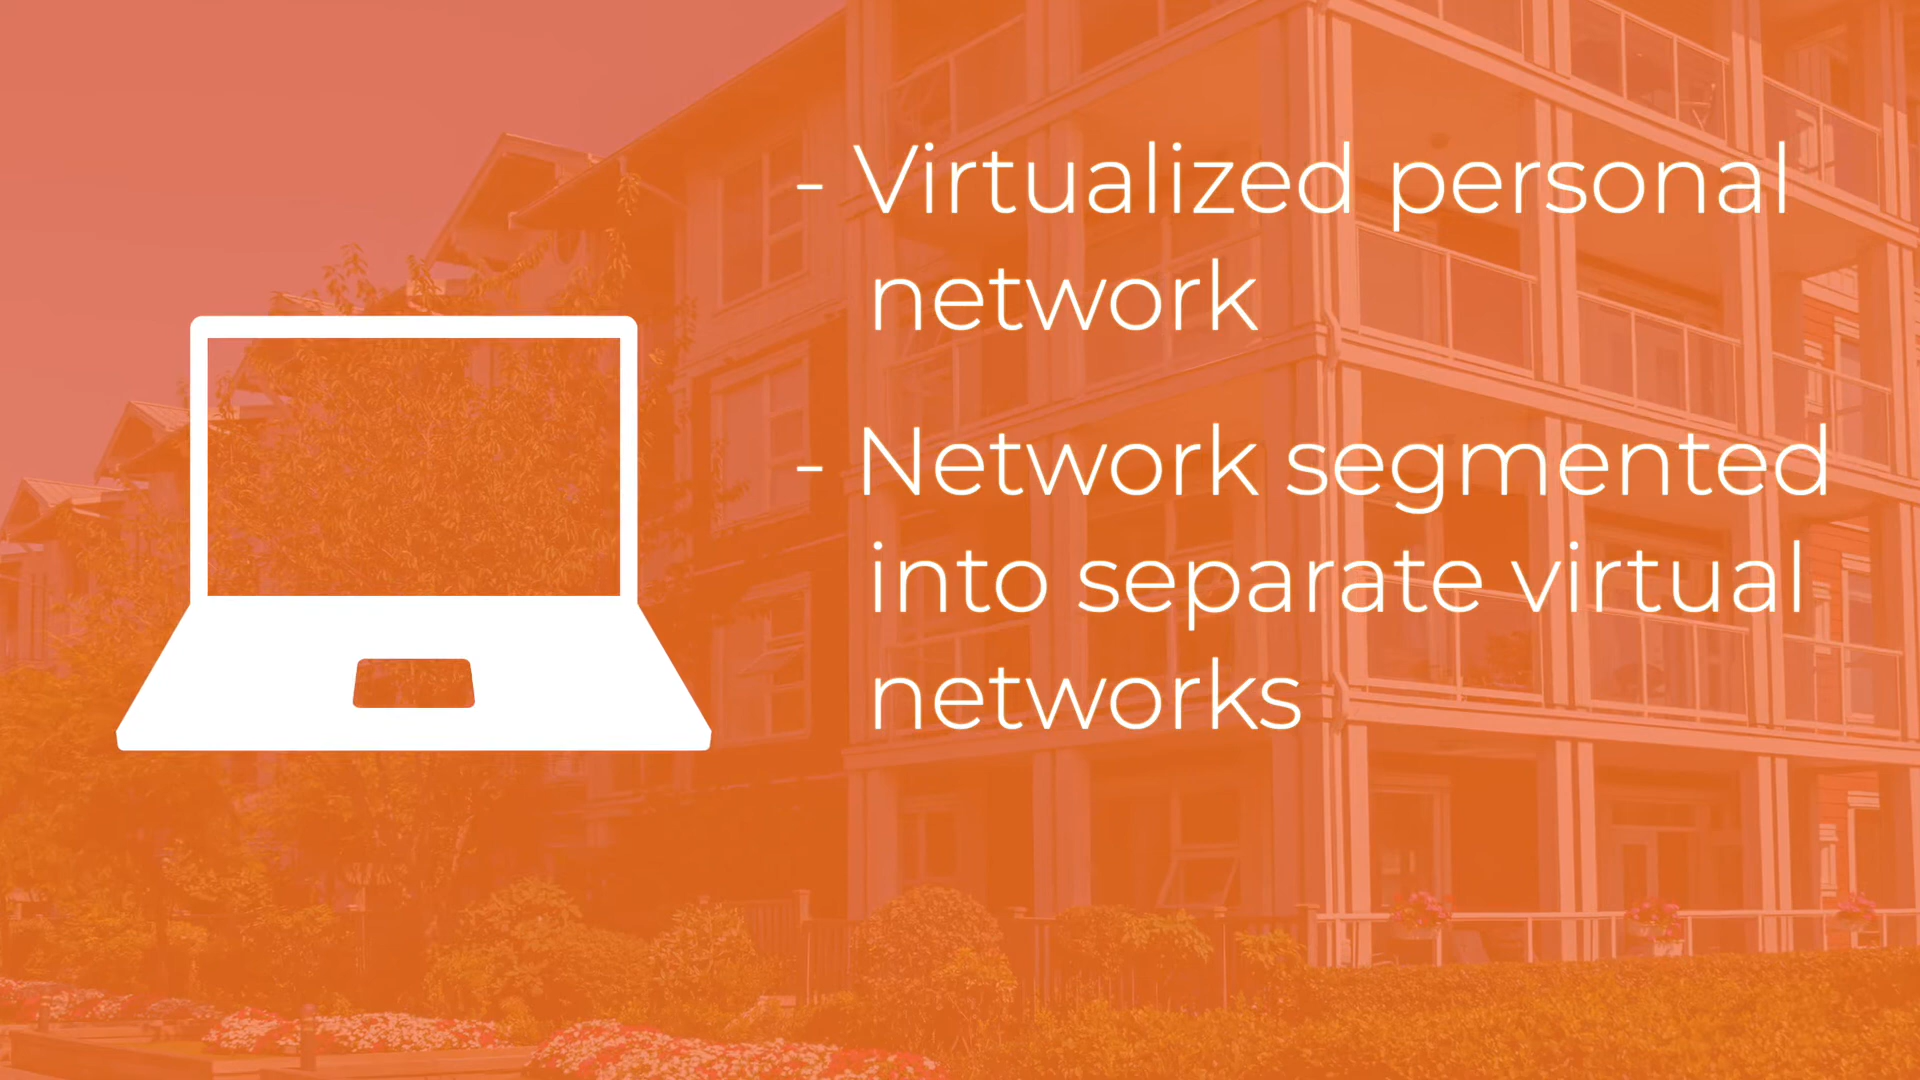 - Virtualized personal
network
- Network segmented
into separate virtual
networks